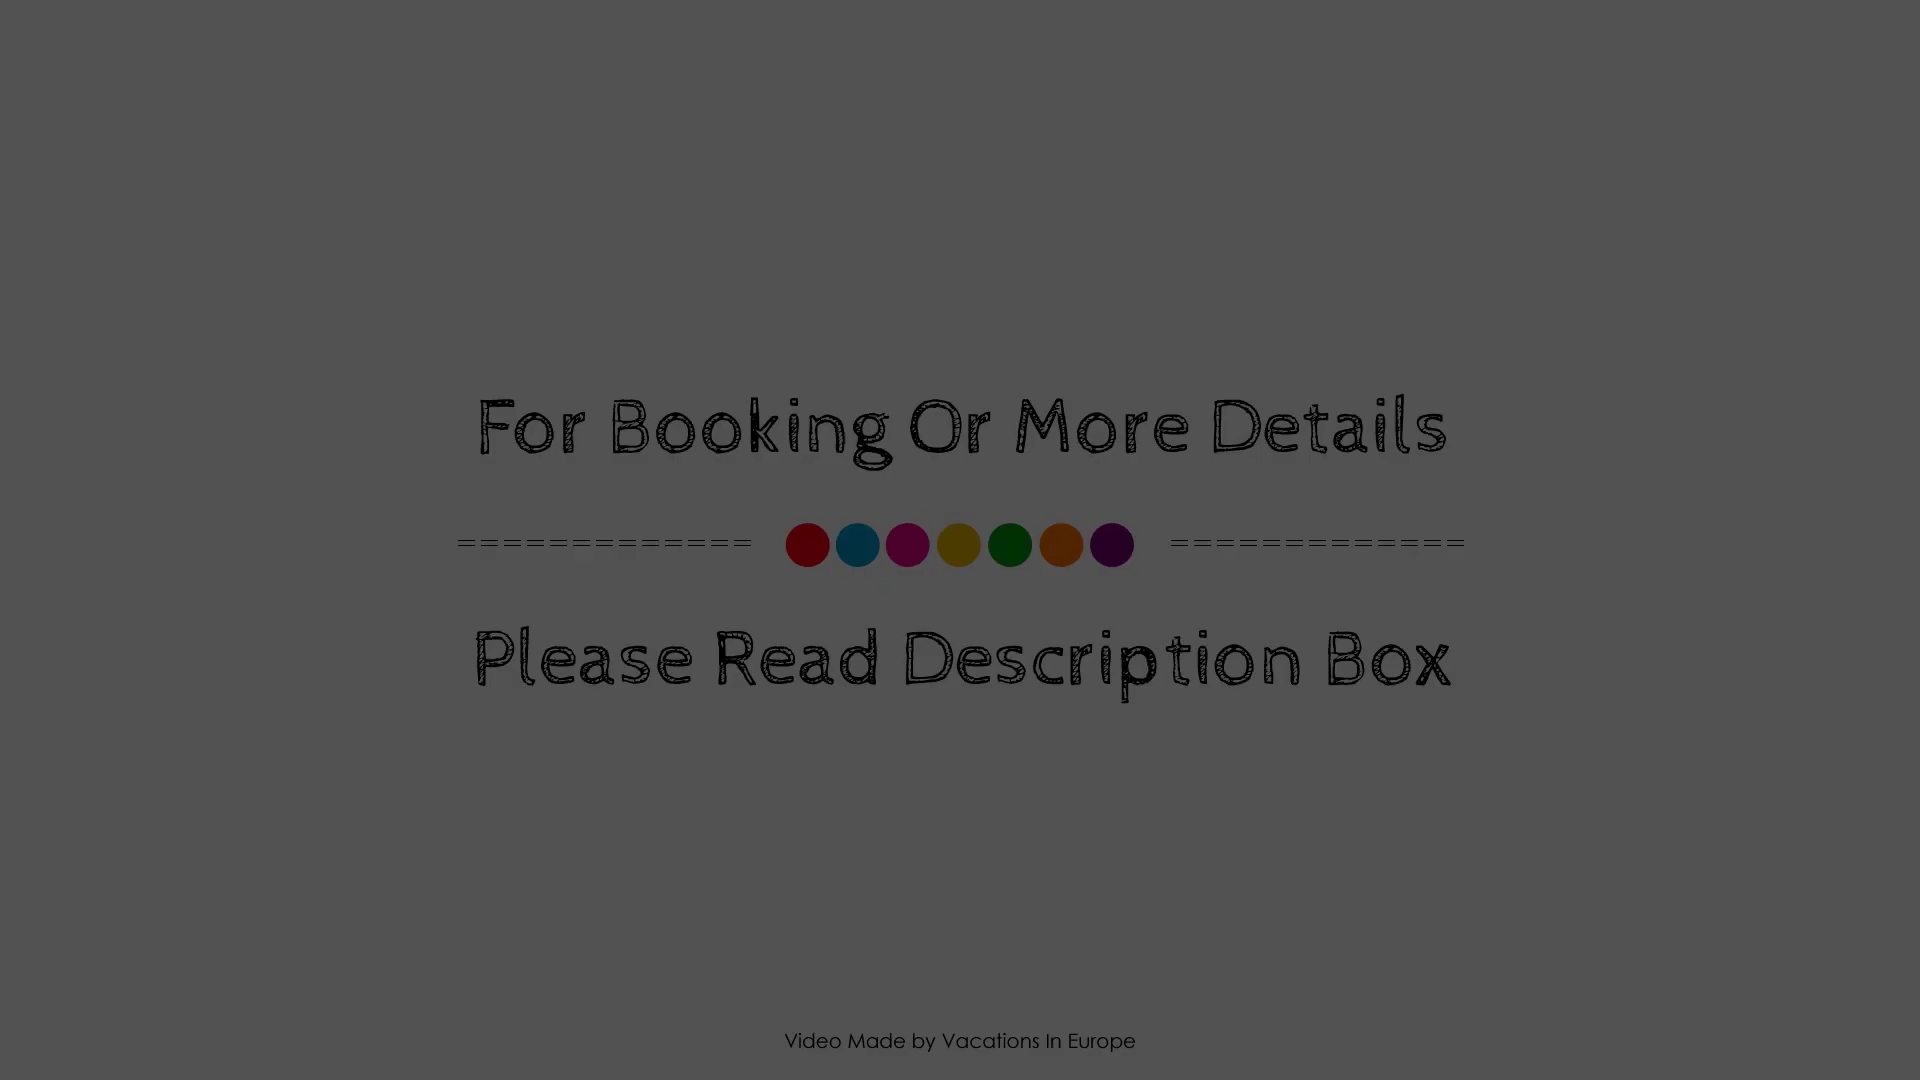 For Booking Or More Details
============= =============
Please Read Description Box
Video Made by Vacations In Europe